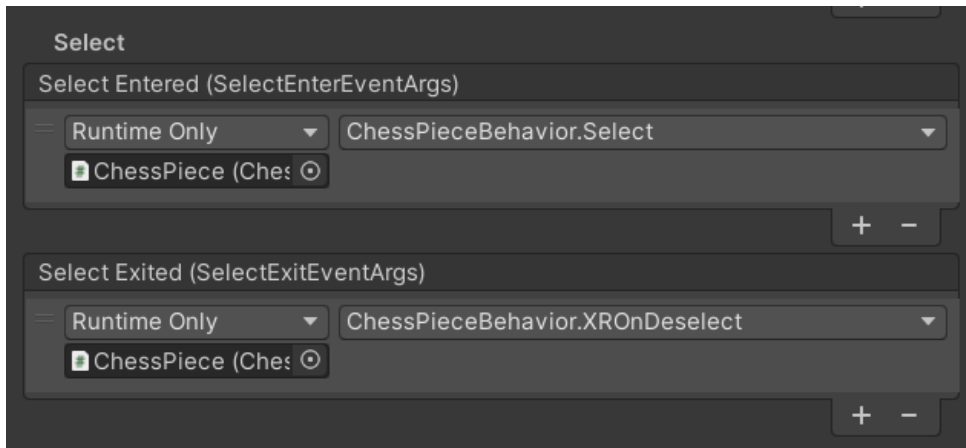 Select
Select Entered (SelectEnterEventArgs)
Runtime Only ChessPieceBehavior.Select
ChessPiece (Ches
+ −
Select Exited (SelectExitEventArgs)
Runtime Only ChessPieceBehavior.XROnDeselect
ChessPiece (Ches
+ −